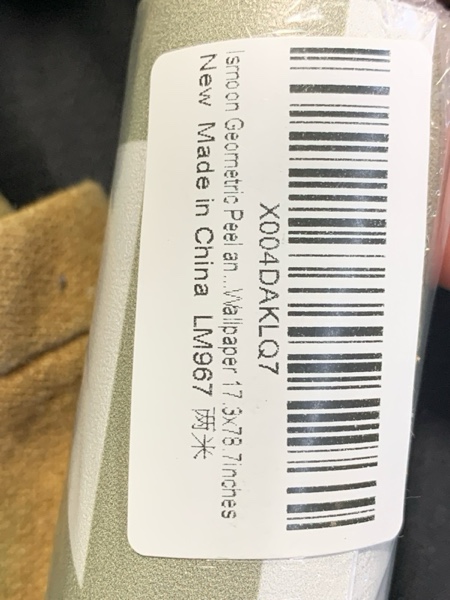 X004DAKLQ7
Ismoon Geometric Peel an...Wallpaper 17.3x78.7inches
New Made in China LM967 两米